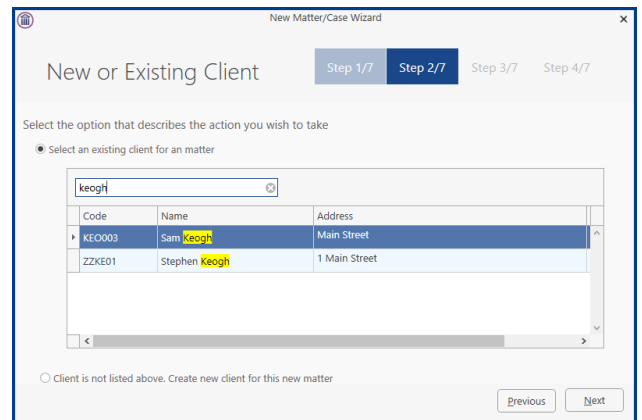 New Matter/Case Wizard
New or Existing Client Step 1/7 Step 2/7 Step 3/7 Step 4/7
Select the option that describes the action you wish to take
Select an existing client for an matter
keogh
Code Name Address
KEO003 Sam Keogh Main Street
ZZKE01 Stephen Keogh 1 Main Street
Client is not listed above. Create new client for this new matter
Previous Next